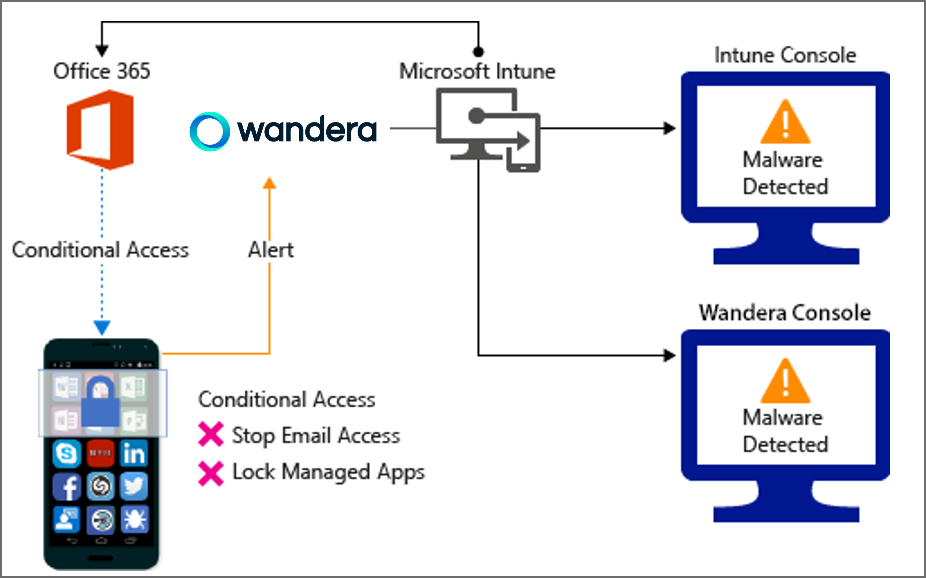 Office 365
Microsoft Intune
Intune Console
wandera
Malware
Detected
Conditional Access
Alert
Wandera Console
Malware
Detected
Conditional Access
Stop Email Access
Lock Managed Apps